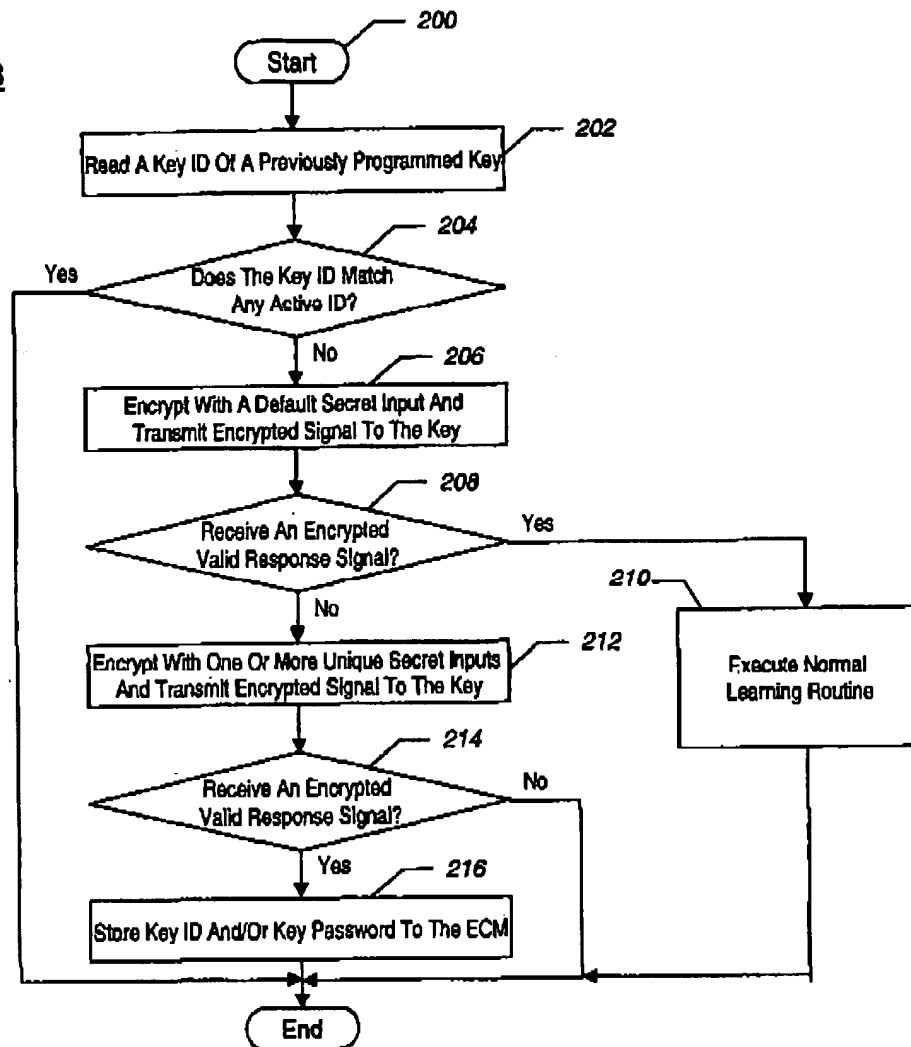 200
Start
202
Read A Key ID Of A Previously Programmed Key
204
Yes
Does The Key ID Match
Any Active ID?
No
206
Encrypt With A Default Secret Input And
Transmit Encrypted Signal To The Key
208
Receive An Encrypted
Valid Response Signal?
Yes
No
210
212
Encrypt With One Or More Unique Secret Inputs
And Transmit Encrypted Signal To The Key
Execute Normal
Learning Routine
214
Receive An Encrypted
Valid Response Signal?
No
Yes
216
Store Key ID And/Or Key Password To The ECM
End